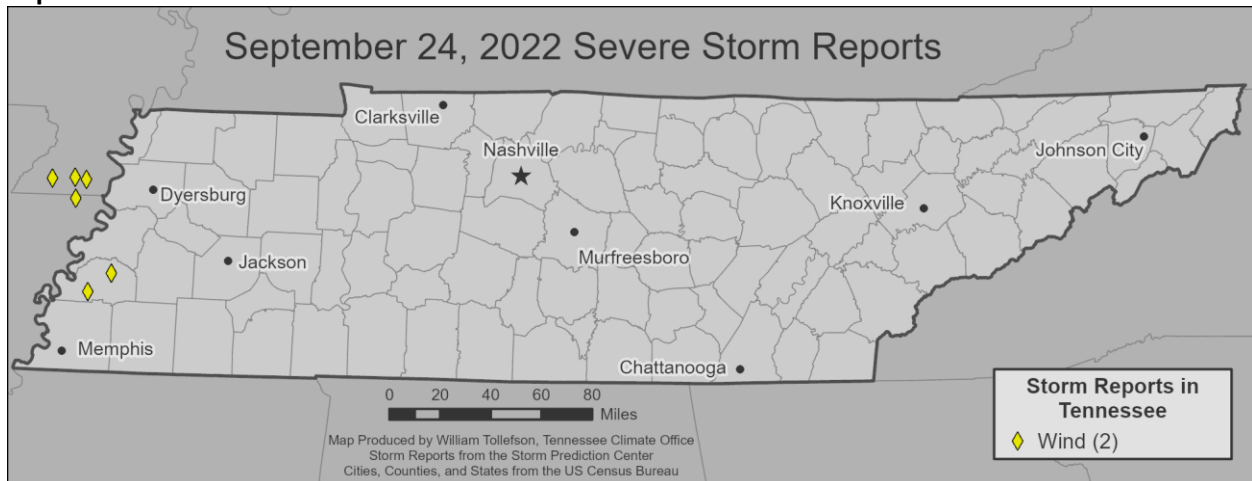 September 24, 2022 Severe Storm Reports
Clarksville
Nashville
Johnson City
Dyersburg
Knoxville
Murfreesboro
Jackson
Memphis
Chattanooga
0 20 40 60 80
Miles
Map Produced by William Tollefson, Tennessee Climate Office
Storm Reports from the Storm Prediction Center
Cities, Counties, and States from the US Census Bureau
Storm Reports in
Tennessee
Wind (2)